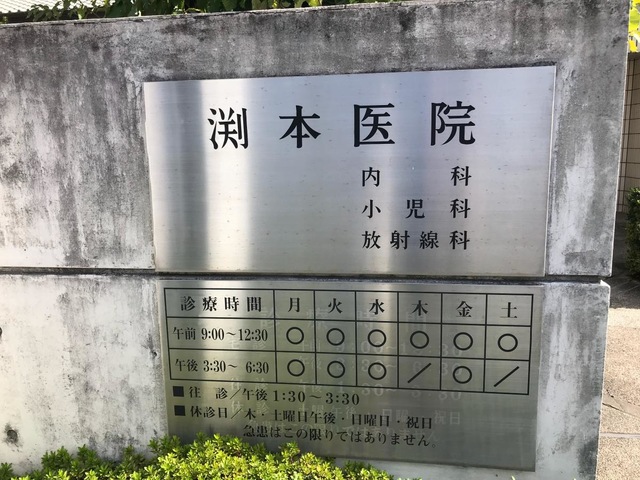 渕本医院
内科
小児科
放射線科
診療時間 月 火 水 木 金 土
午前 9:00~12:30 ○ ○ ○ ○ ○ ○
午後 3:30~6:30 ○ ○ ○ / ○ /
■往 診/午後 1:30~3:30
■休診日/木・土曜日午後・日曜日・祝日
急患はこの限りではありません。